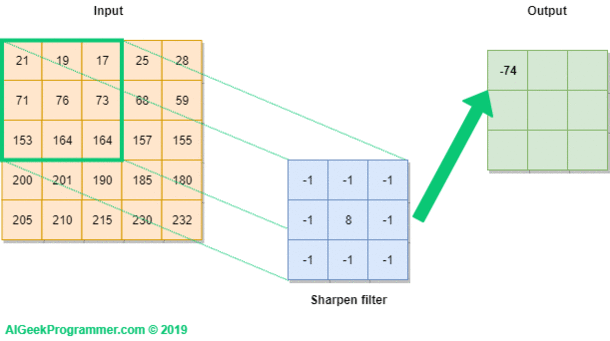 Input
Output
21 19 17 25 28
71 76 73 68 59
153 164 164 157 155
200 201 190 185 180
205 210 215 230 232
-74
-1 -1 -1
-1 8 -1
-1 -1 -1
Sharpen filter
AIGeekProgrammer.com © 2019